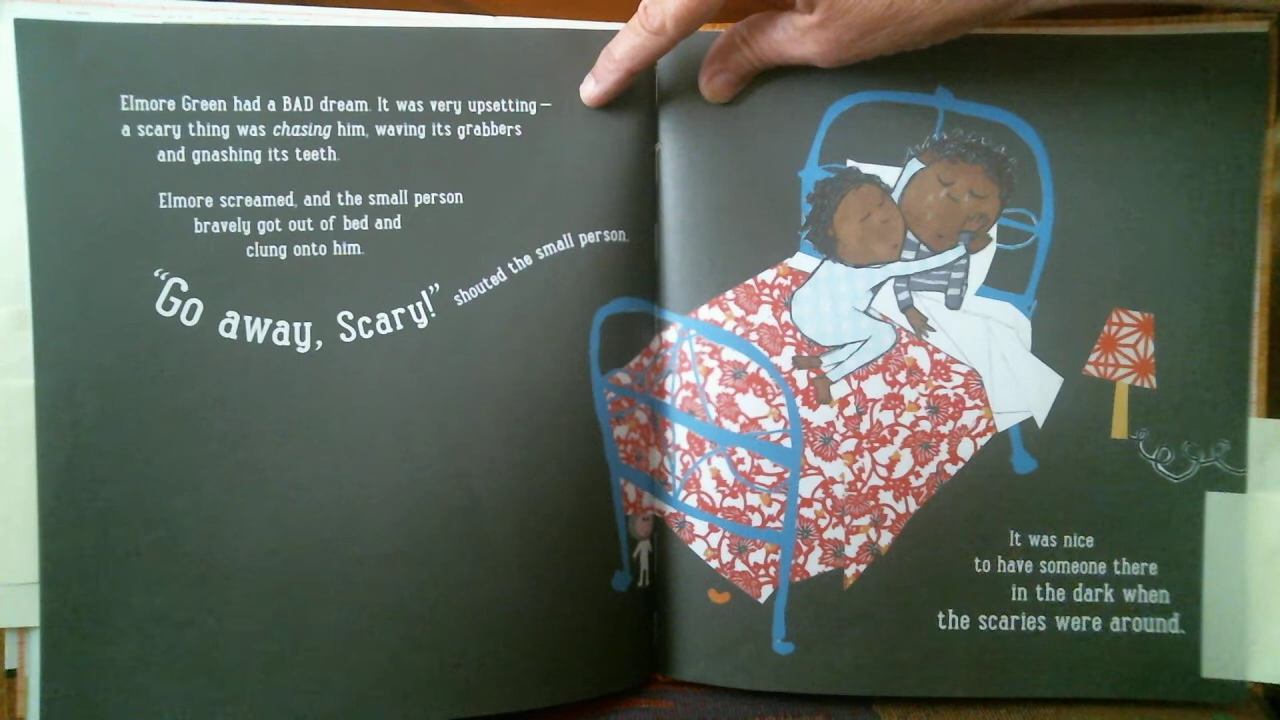 Elmore Green had a BAD dream. It was very upsetting—
a scary thing was chasing him, waving its grabbers
and gnashing its teeth.
Elmore screamed, and the small person
bravely got out of bed and
clung onto him.
“Go away, Scary!” shouted the small person.
It was nice
to have someone there
in the dark when
the scaries were around.